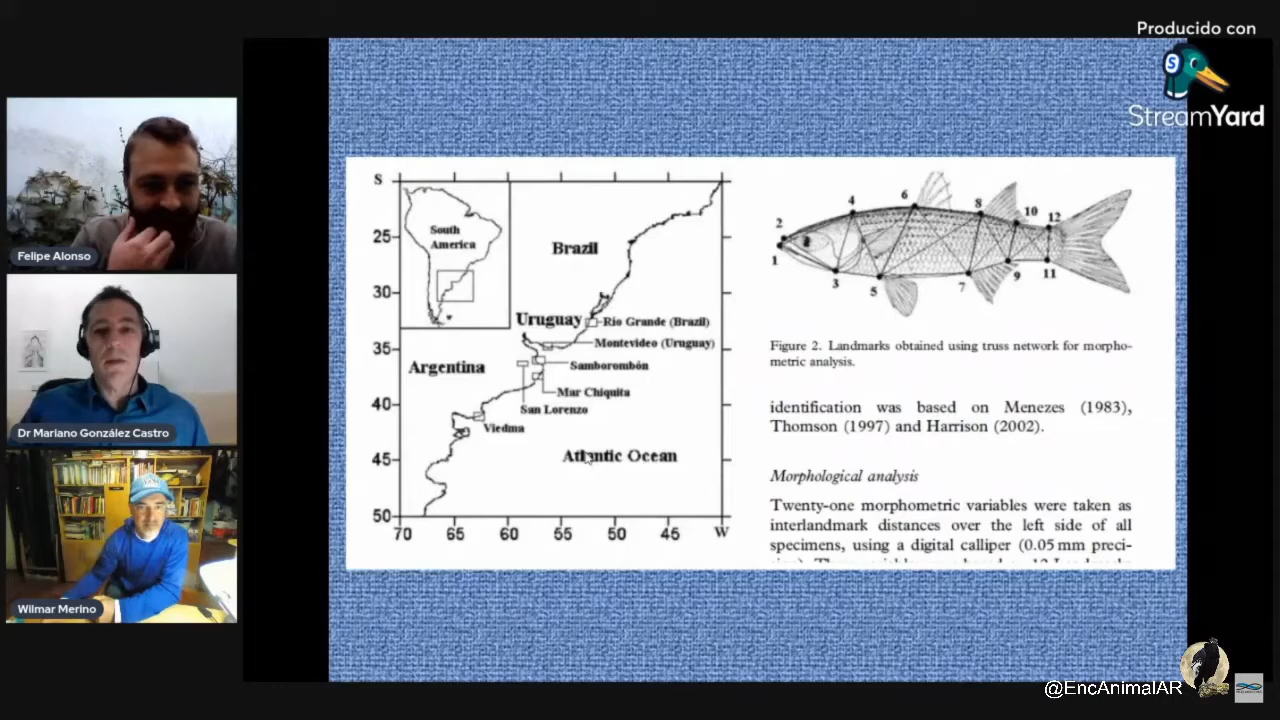 Producido con
StreamYard
Felipe Alonso
Dr Mariano González Castro
Wilmar Merino
S
25
30
35
40
45
50
70
65
60
55
50
45
W
South
America
Brazil
Uruguay
Rio Grande (Brazil)
Montevideo (Uruguay)
Argentina
Samborombón
Mar Chiquita
San Lorenzo
Viedma
Atlantic Ocean
2
1
4
6
8
10
12
3
5
7
9
11
Figure 2. Landmarks obtained using truss network for morpho-
metric analysis.
identification was based on Menezes (1983),
Thomson (1997) and Harrison (2002).
Morphological analysis
Twenty-one morphometric variables were taken as
interlandmark distances over the left side of all
specimens, using a digital calliper (0.05 mm preci-
@EncAnimalAR